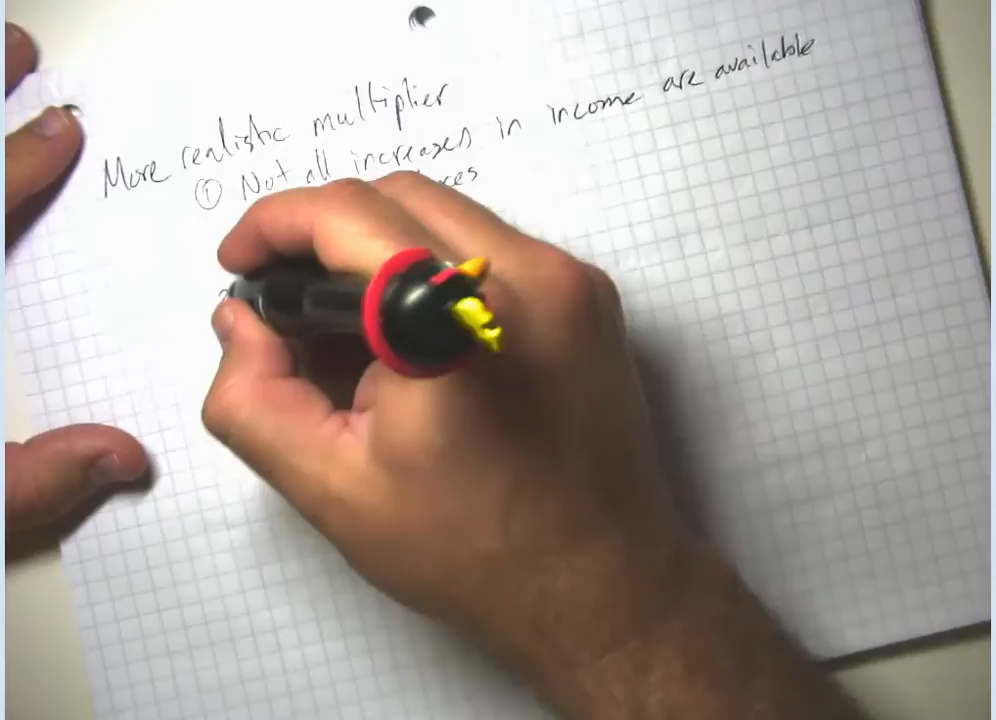 More realistic multiplier
① Not all increases in income are available